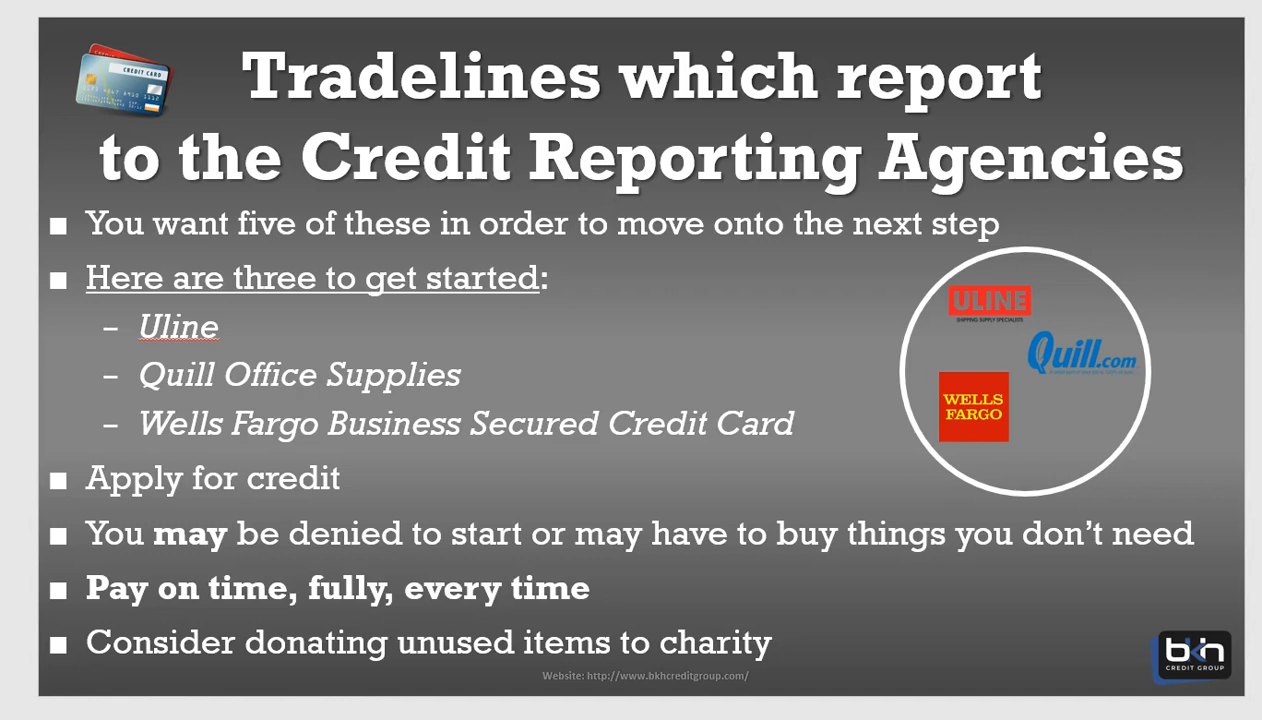 CREDIT CARD
Tradelines which report
to the Credit Reporting Agencies
■ You want five of these in order to move onto the next step
■ Here are three to get started:
– Uline
– Quill Office Supplies
– Wells Fargo Business Secured Credit Card
ULINE
SHIPPING SUPPLY SPECIALISTS
Quill.com
WELLS
FARGO
■ Apply for credit
■ You may be denied to start or may have to buy things you don’t need
■ Pay on time, fully, every time
■ Consider donating unused items to charity
bkh
CREDIT GROUP
Website: http://www.bkhcreditgroup.com/